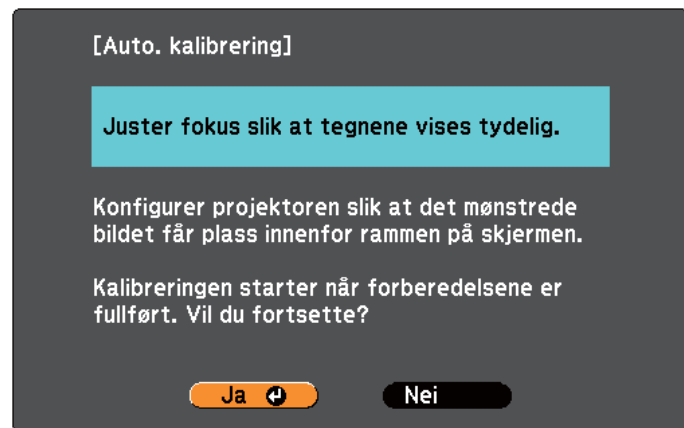 [Auto. kalibrering]
Juster fokus slik at tegnene vises tydelig.
Konfigurer projektoren slik at det mønstrede
bildet får plass innenfor rammen på skjermen.
Kalibreringen starter når forberedelsene er
fullført. Vil du fortsette?
Ja
Nei